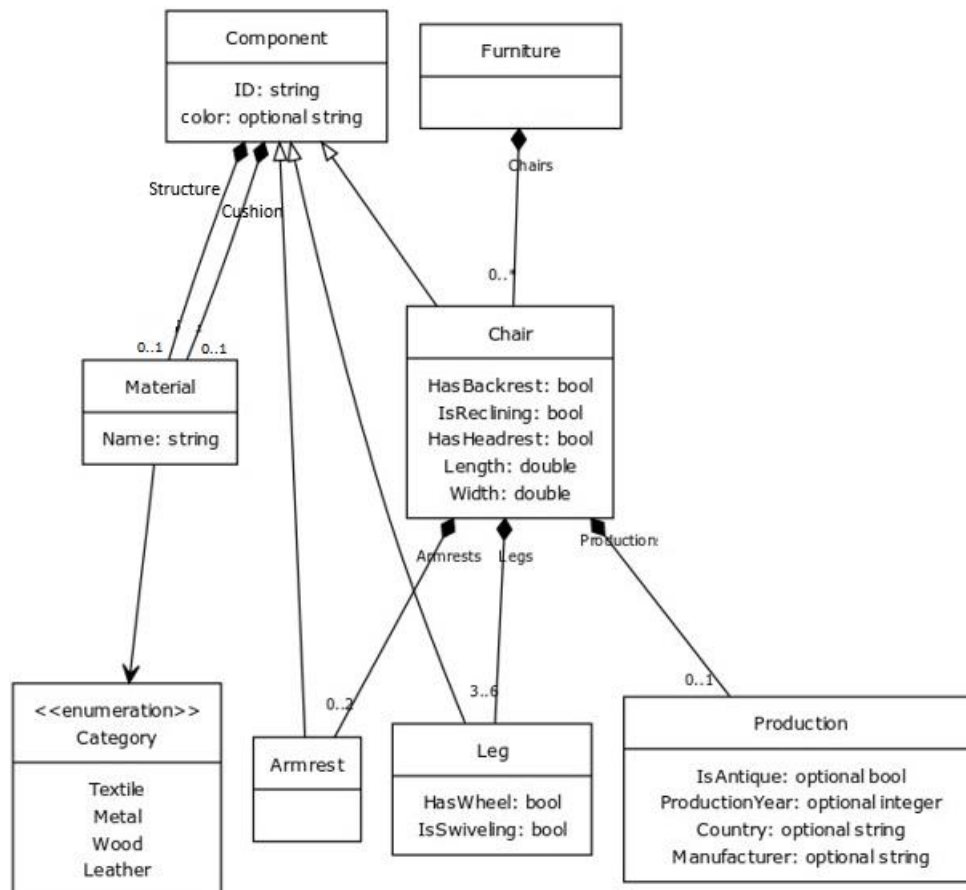 Component
ID: string
color: optional string
Furniture
Chairs
0..*
Structure
Cushion
0..1
0..1
Material
Name: string
Chair
HasBackrest: bool
IsReclining: bool
HasHeadrest: bool
Length: double
Width: double
Armrests
Legs
Production
0..2
3..6
0..1
<<enumeration>>
Category
Textile
Metal
Wood
Leather
Armrest
Leg
HasWheel: bool
IsSwiveling: bool
Production
IsAntique: optional bool
ProductionYear: optional integer
Country: optional string
Manufacturer: optional string